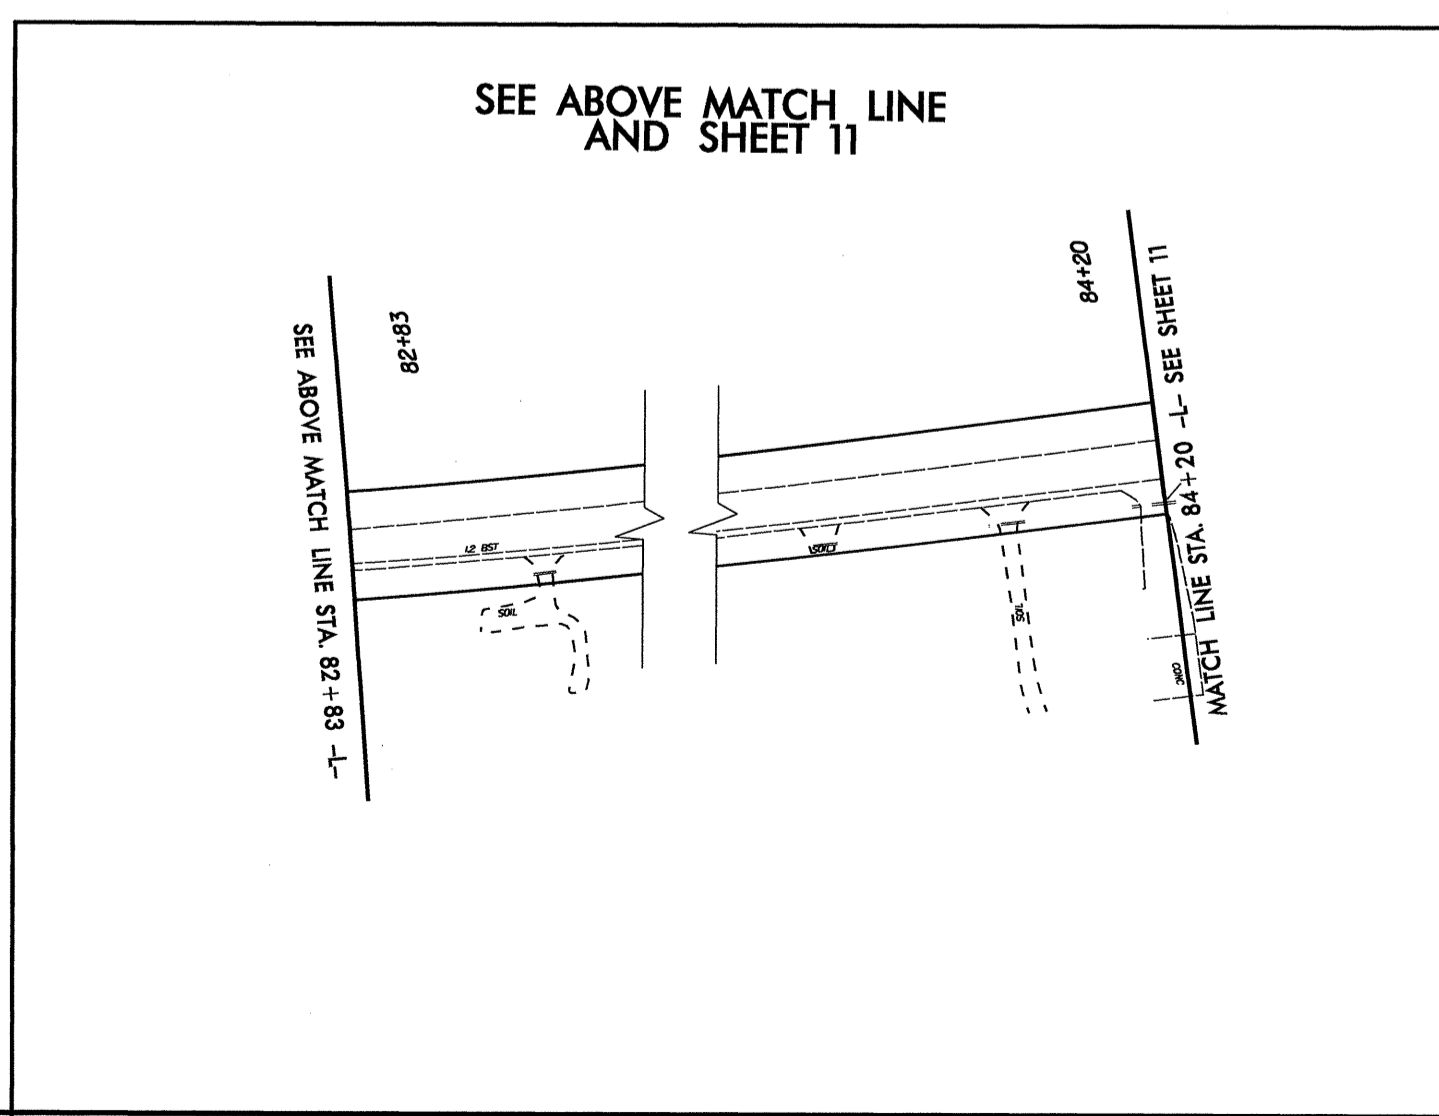 SEE ABOVE MATCH LINE
AND SHEET 11
84+20
82+83
SEE ABOVE MATCH LINE STA. 82+83 -L-
MATCH LINE STA. 84+20 -L- SEE SHEET 11
1.2 BST
SOIL
SOIL
SOIL
CONC